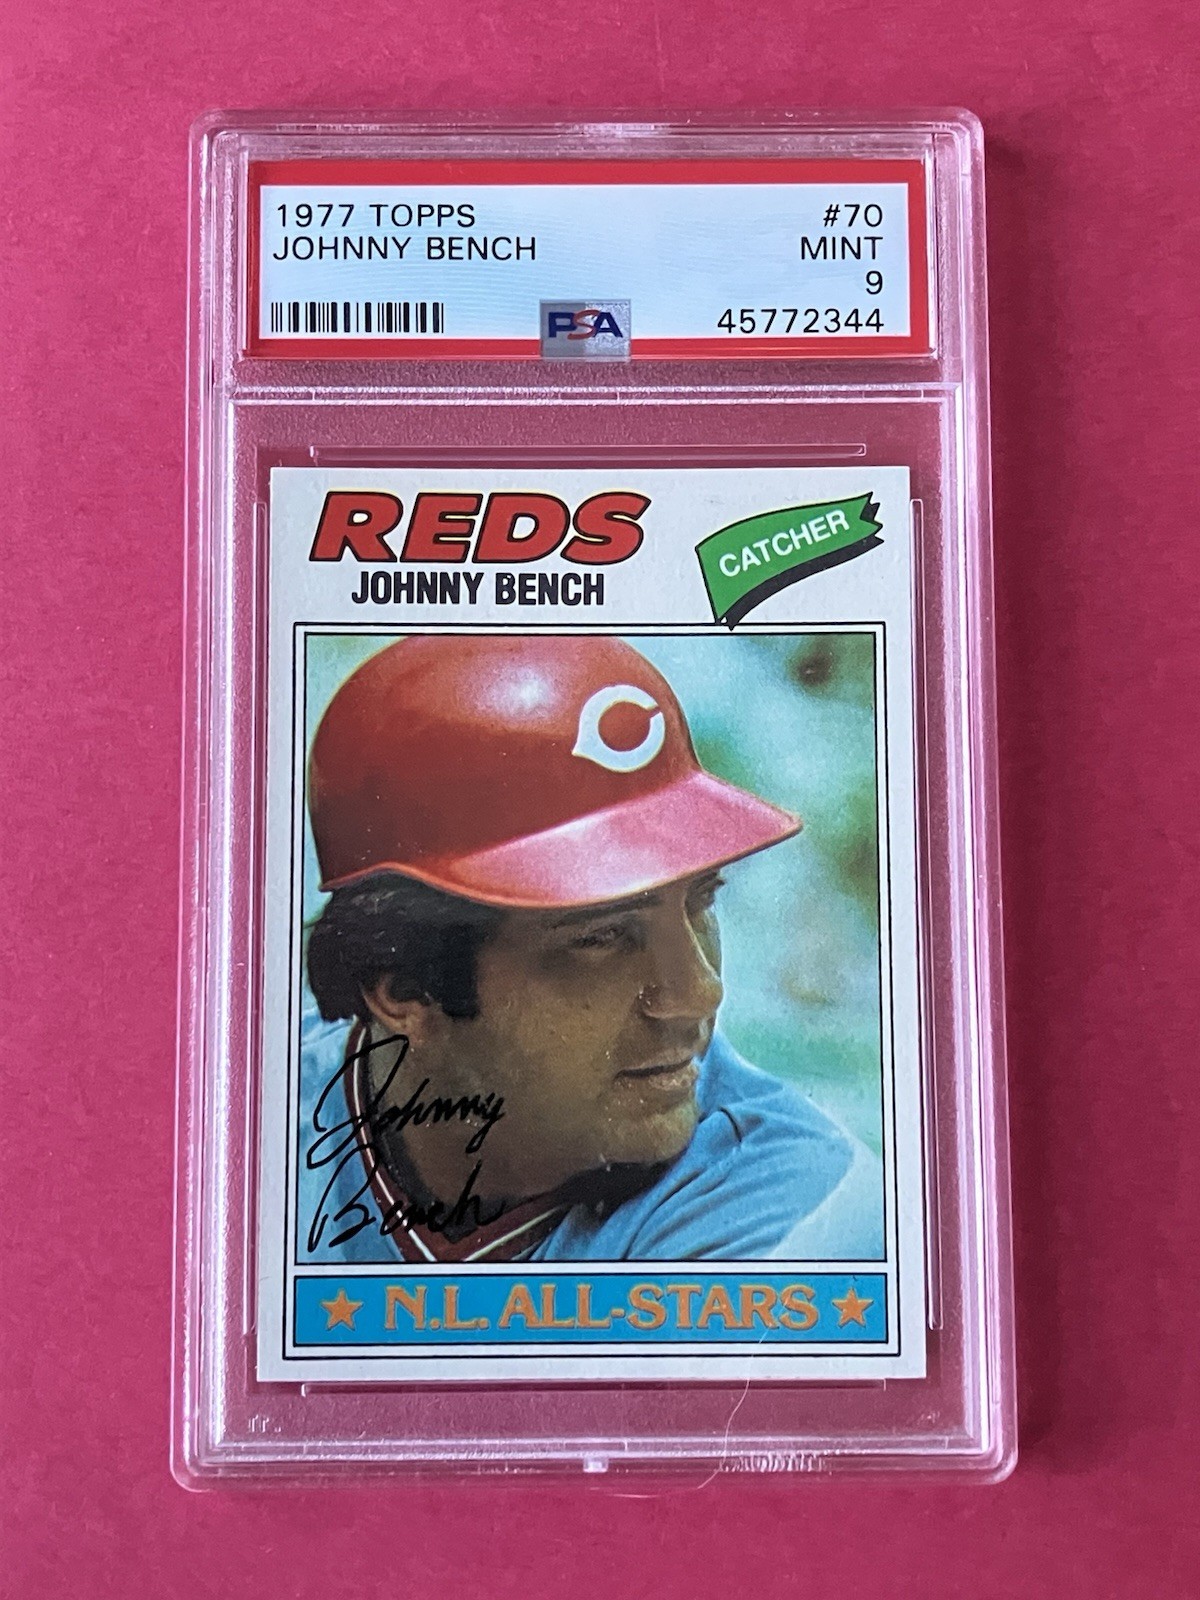 1977 TOPPS #70
JOHNNY BENCH MINT
9
PSA 45772344
REDS
JOHNNY BENCH
CATCHER
C
Johnny
Bench
★ N.L. ALL-STARS ★